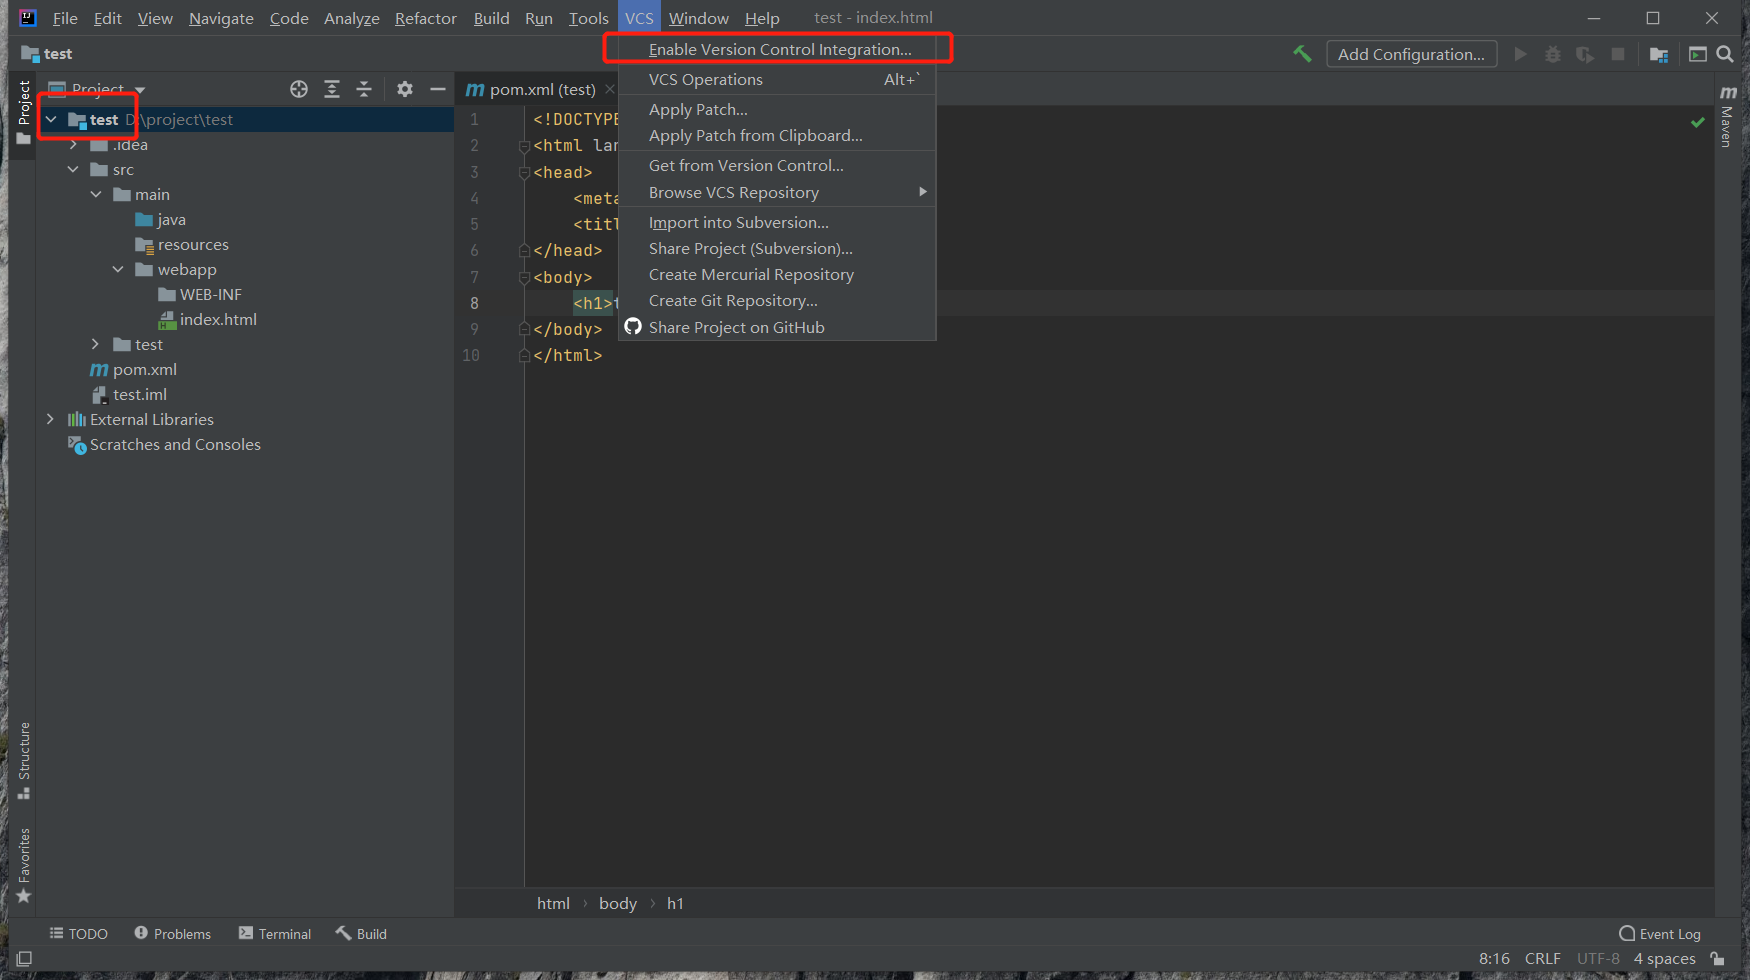 File Edit View Navigate Code Analyze Refactor Build Run Tools VCS Window Help test - index.html
test
Add Configuration...
Project
pom.xml (test)
Enable Version Control Integration...
VCS Operations Alt+`
Apply Patch...
Apply Patch from Clipboard...
Get from Version Control...
Browse VCS Repository
Import into Subversion...
Share Project (Subversion)...
Create Mercurial Repository
Create Git Repository...
Share Project on GitHub
Project
test D:\project\test
.idea
src
main
java
resources
webapp
WEB-INF
index.html
test
pom.xml
test.iml
External Libraries
Scratches and Consoles
1 <!DOCTYPE
2 <html lan
3 <head>
4 <meta
5 <titl
6 </head>
7 <body>
8 <h1>
9 </body>
10 </html>
Maven
Structure
Favorites
html › body › h1
TODO Problems Terminal Build Event Log
8:16 CRLF UTF-8 4 spaces